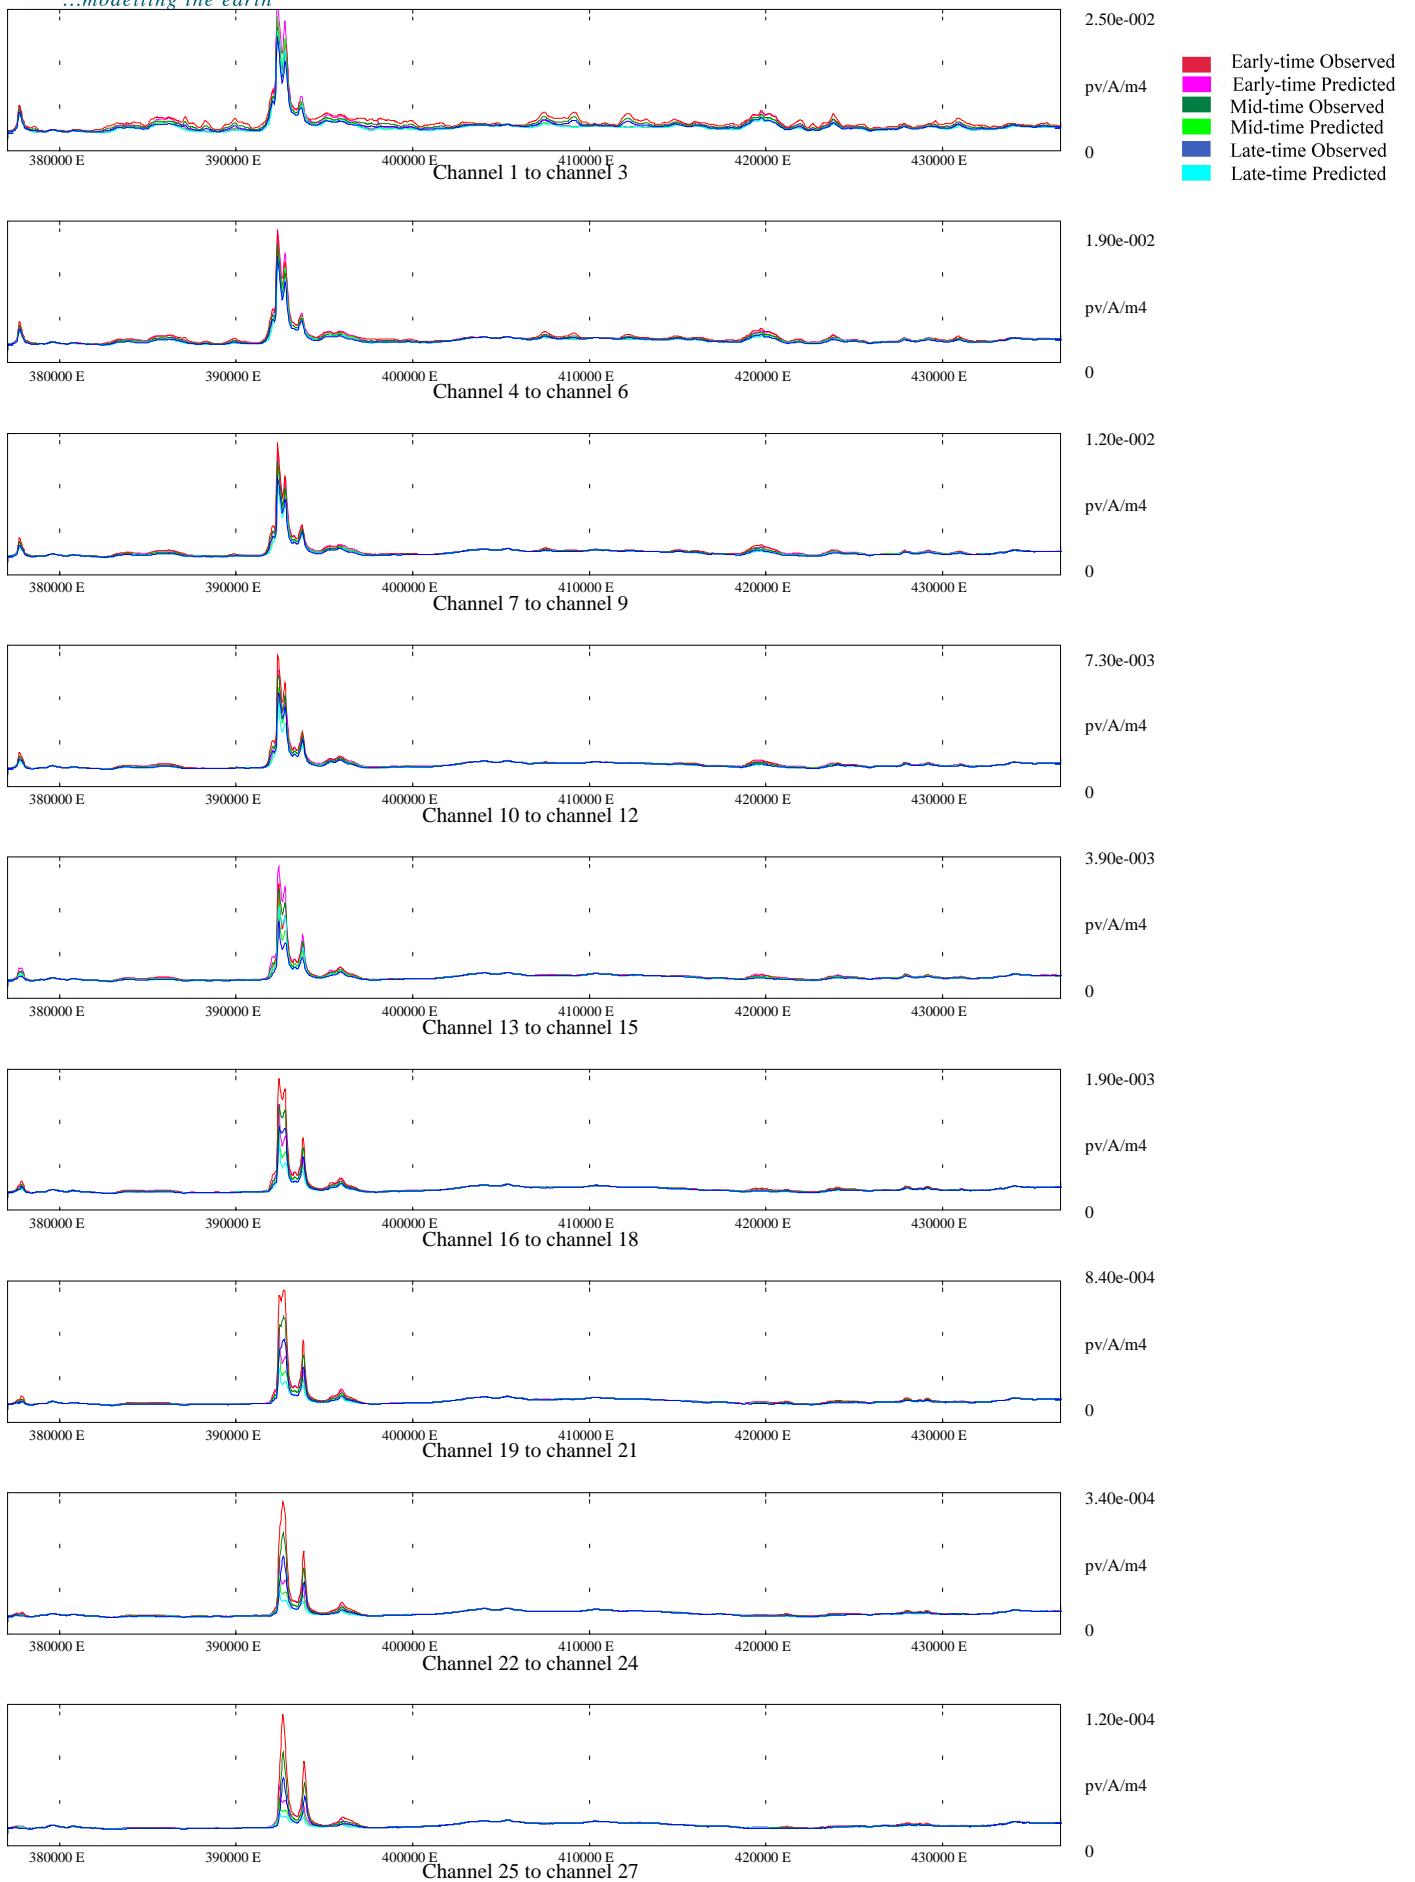 ...modelling the earth
2.50e-002
pv/A/m4
0
Early-time Observed
Early-time Predicted
Mid-time Observed
Mid-time Predicted
Late-time Observed
Late-time Predicted
380000 E 390000 E 400000 E 410000 E 420000 E 430000 E
Channel 1 to channel 3
1.90e-002
pv/A/m4
0
380000 E 390000 E 400000 E 410000 E 420000 E 430000 E
Channel 4 to channel 6
1.20e-002
pv/A/m4
0
380000 E 390000 E 400000 E 410000 E 420000 E 430000 E
Channel 7 to channel 9
7.30e-003
pv/A/m4
0
380000 E 390000 E 400000 E 410000 E 420000 E 430000 E
Channel 10 to channel 12
3.90e-003
pv/A/m4
0
380000 E 390000 E 400000 E 410000 E 420000 E 430000 E
Channel 13 to channel 15
1.90e-003
pv/A/m4
0
380000 E 390000 E 400000 E 410000 E 420000 E 430000 E
Channel 16 to channel 18
8.40e-004
pv/A/m4
0
380000 E 390000 E 400000 E 410000 E 420000 E 430000 E
Channel 19 to channel 21
3.40e-004
pv/A/m4
0
380000 E 390000 E 400000 E 410000 E 420000 E 430000 E
Channel 22 to channel 24
1.20e-004
pv/A/m4
0
380000 E 390000 E 400000 E 410000 E 420000 E 430000 E
Channel 25 to channel 27